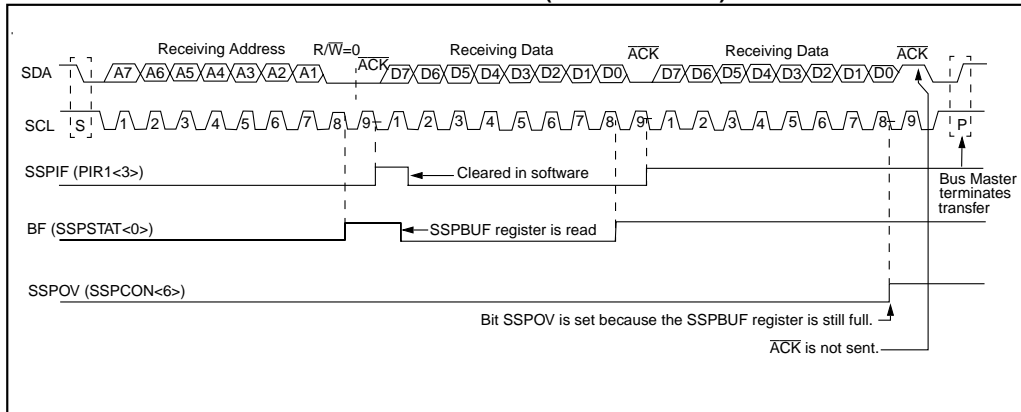 Receiving Address R/W=0 Receiving Data ACK Receiving Data ACK
ACK
SDA A7 A6 A5 A4 A3 A2 A1 D7 D6 D5 D4 D3 D2 D1 D0 D7 D6 D5 D4 D3 D2 D1 D0
SCL S 1 2 3 4 5 6 7 8 9 1 2 3 4 5 6 7 8 9 1 2 3 4 5 6 7 8 9 P
SSPIF (PIR1<3>)
Cleared in software
Bus Master
terminates
transfer
BF (SSPSTAT<0>)
SSPBUF register is read
SSPOV (SSPCON<6>)
Bit SSPOV is set because the SSPBUF register is still full.
ACK is not sent.